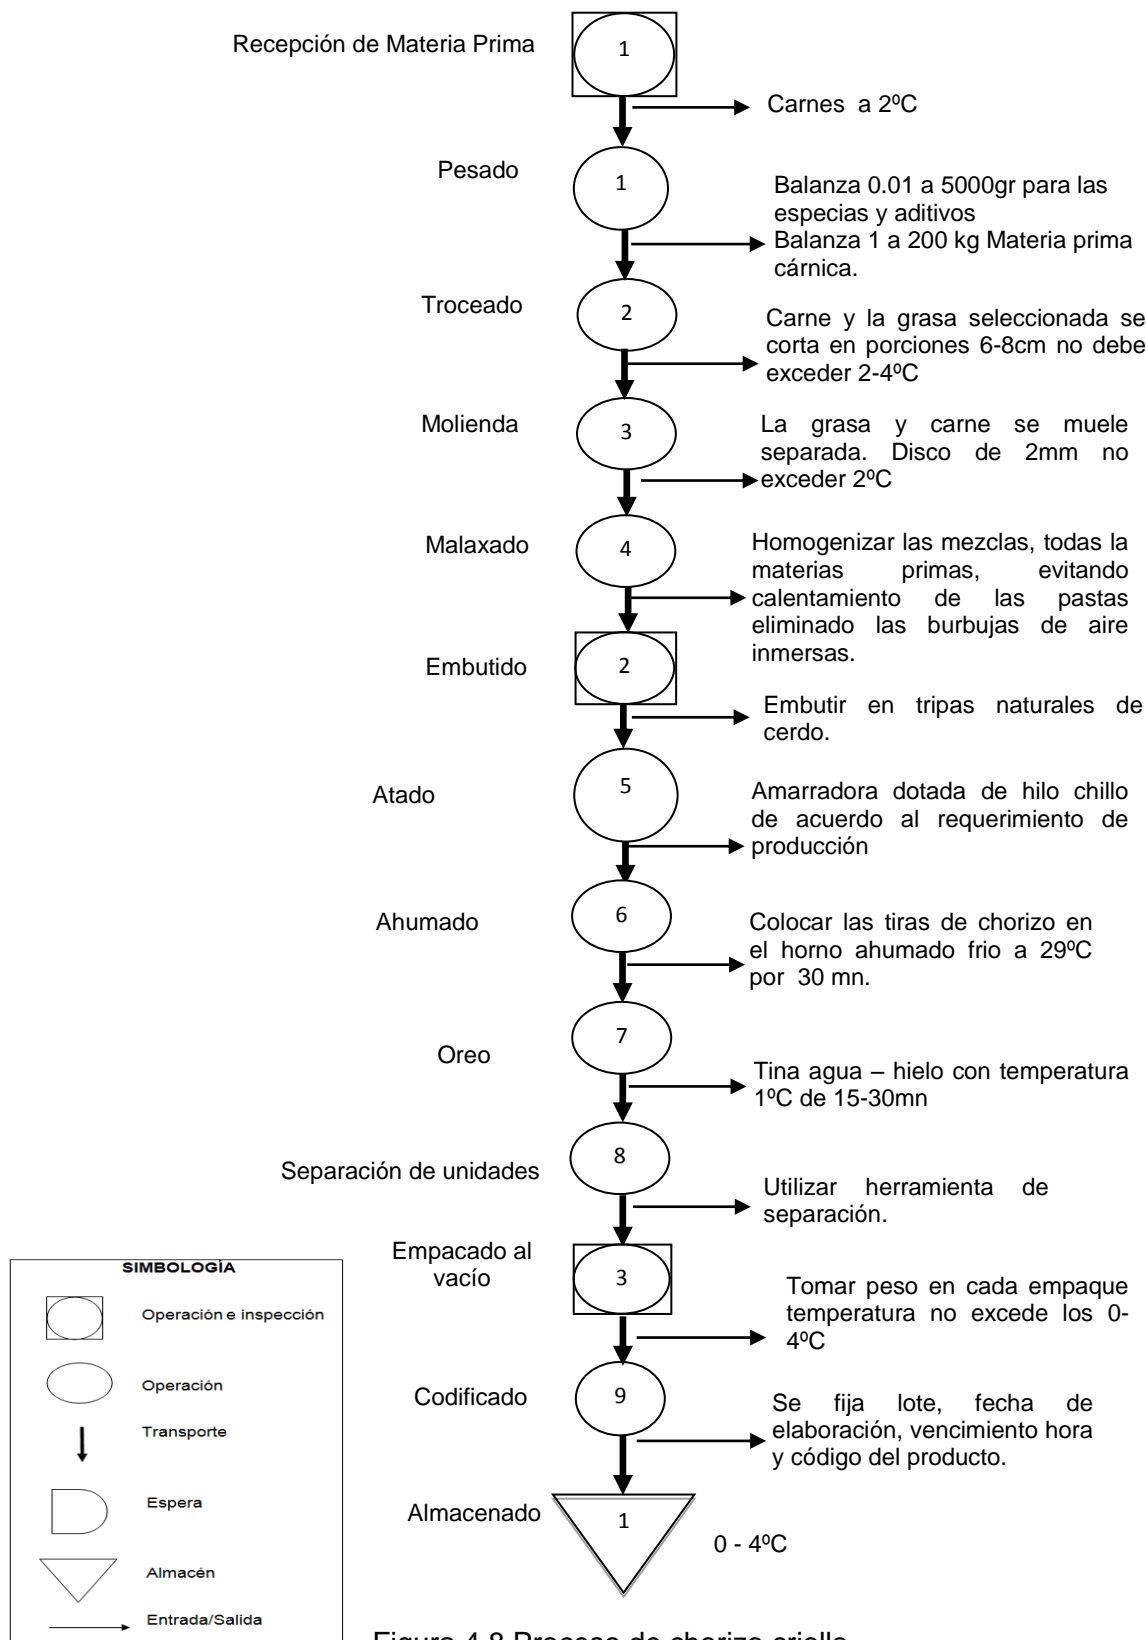 Recepción de Materia Prima
1
Carnes a 2ºC
Pesado
1
Balanza 0.01 a 5000gr para las
especias y aditivos
Balanza 1 a 200 kg Materia prima
cárnica.
Troceado
2
Carne y la grasa seleccionada se
corta en porciones 6-8cm no debe
exceder 2-4ºC
Molienda
3
La grasa y carne se muele
separada. Disco de 2mm no
exceder 2ºC
Malaxado
4
Homogenizar las mezclas, todas la
materias primas, evitando
calentamiento de las pastas
eliminado las burbujas de aire
inmersas.
Embutido
2
Embutir en tripas naturales de
cerdo.
Atado
5
Amarradora dotada de hilo chillo
de acuerdo al requerimiento de
producción
Ahumado
6
Colocar las tiras de chorizo en
el horno ahumado frio a 29ºC
por 30 mn.
Oreo
7
Tina agua – hielo con temperatura
1ºC de 15-30mn
Separación de unidades
8
Utilizar herramienta de
separación.
Empacado al
vacío
3
Tomar peso en cada empaque
temperatura no excede los 0-
4ºC
Codificado
9
Se fija lote, fecha de
elaboración, vencimiento hora
y código del producto.
Almacenado
1
0 - 4ºC
SIMBOLOGÍA
Operación e inspección
Operación
Transporte
Espera
Almacén
Entrada/Salida
Figura 4.8 Proceso de chorizo criollo